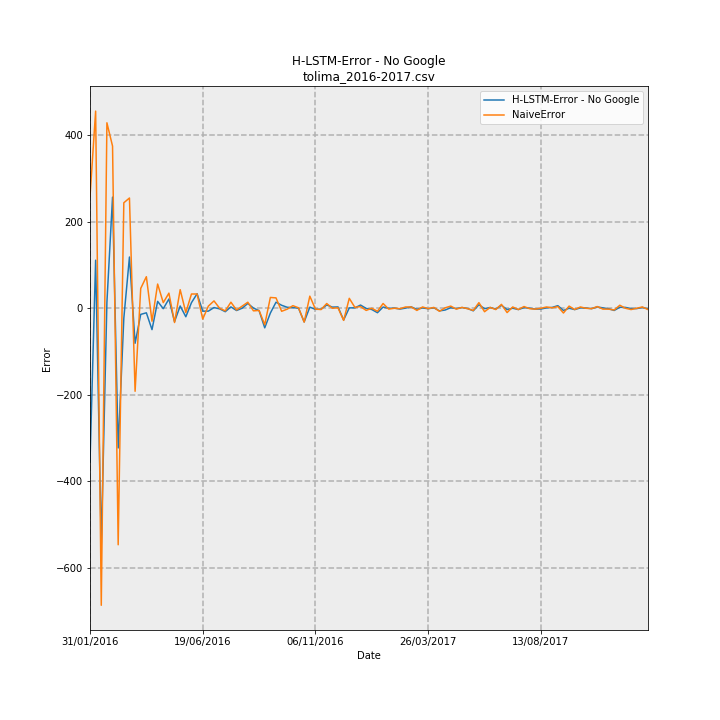 H-LSTM-Error - No Google
tolima_2016-2017.csv
H-LSTM-Error - No Google
NaiveError
400
200
0
−200
−400
−600
Error
31/01/2016 19/06/2016 06/11/2016 26/03/2017 13/08/2017
Date